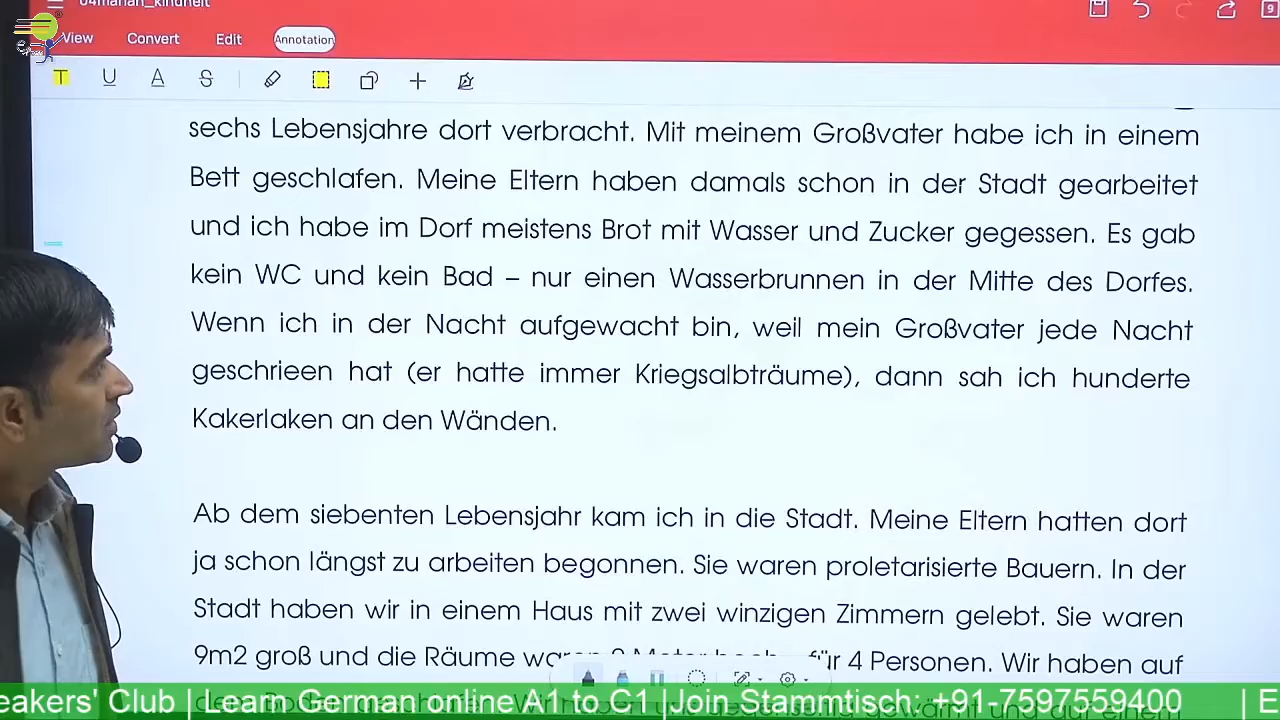 04marian_kindheit
View Convert Edit Annotation
9
T U A S
sechs Lebensjahre dort verbracht. Mit meinem Großvater habe ich in einem
Bett geschlafen. Meine Eltern haben damals schon in der Stadt gearbeitet
und ich habe im Dorf meistens Brot mit Wasser und Zucker gegessen. Es gab
kein WC und kein Bad – nur einen Wasserbrunnen in der Mitte des Dorfes.
Wenn ich in der Nacht aufgewacht bin, weil mein Großvater jede Nacht
geschrieen hat (er hatte immer Kriegsalbträume), dann sah ich hunderte
Kakerlaken an den Wänden.
Ab dem siebenten Lebensjahr kam ich in die Stadt. Meine Eltern hatten dort
ja schon längst zu arbeiten begonnen. Sie waren proletarisierte Bauern. In der
Stadt haben wir in einem Haus mit zwei winzigen Zimmern gelebt. Sie waren
9m2 groß und die Räume waren 2 Meter hoch – für 4 Personen. Wir haben auf
eakers' Club | Learn German online A1 to C1 |Join Stammtisch: +91-7597559400 | E